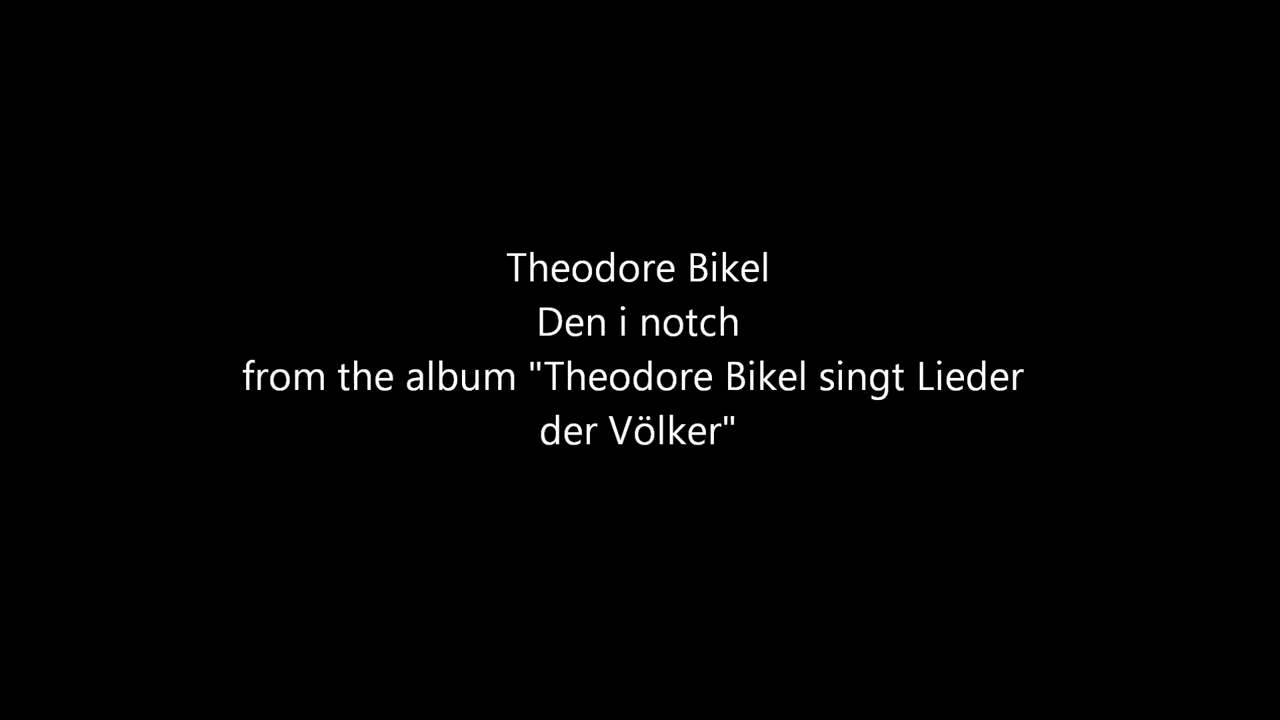 Theodore Bikel
Den i notch
from the album "Theodore Bikel singt Lieder
der Völker"